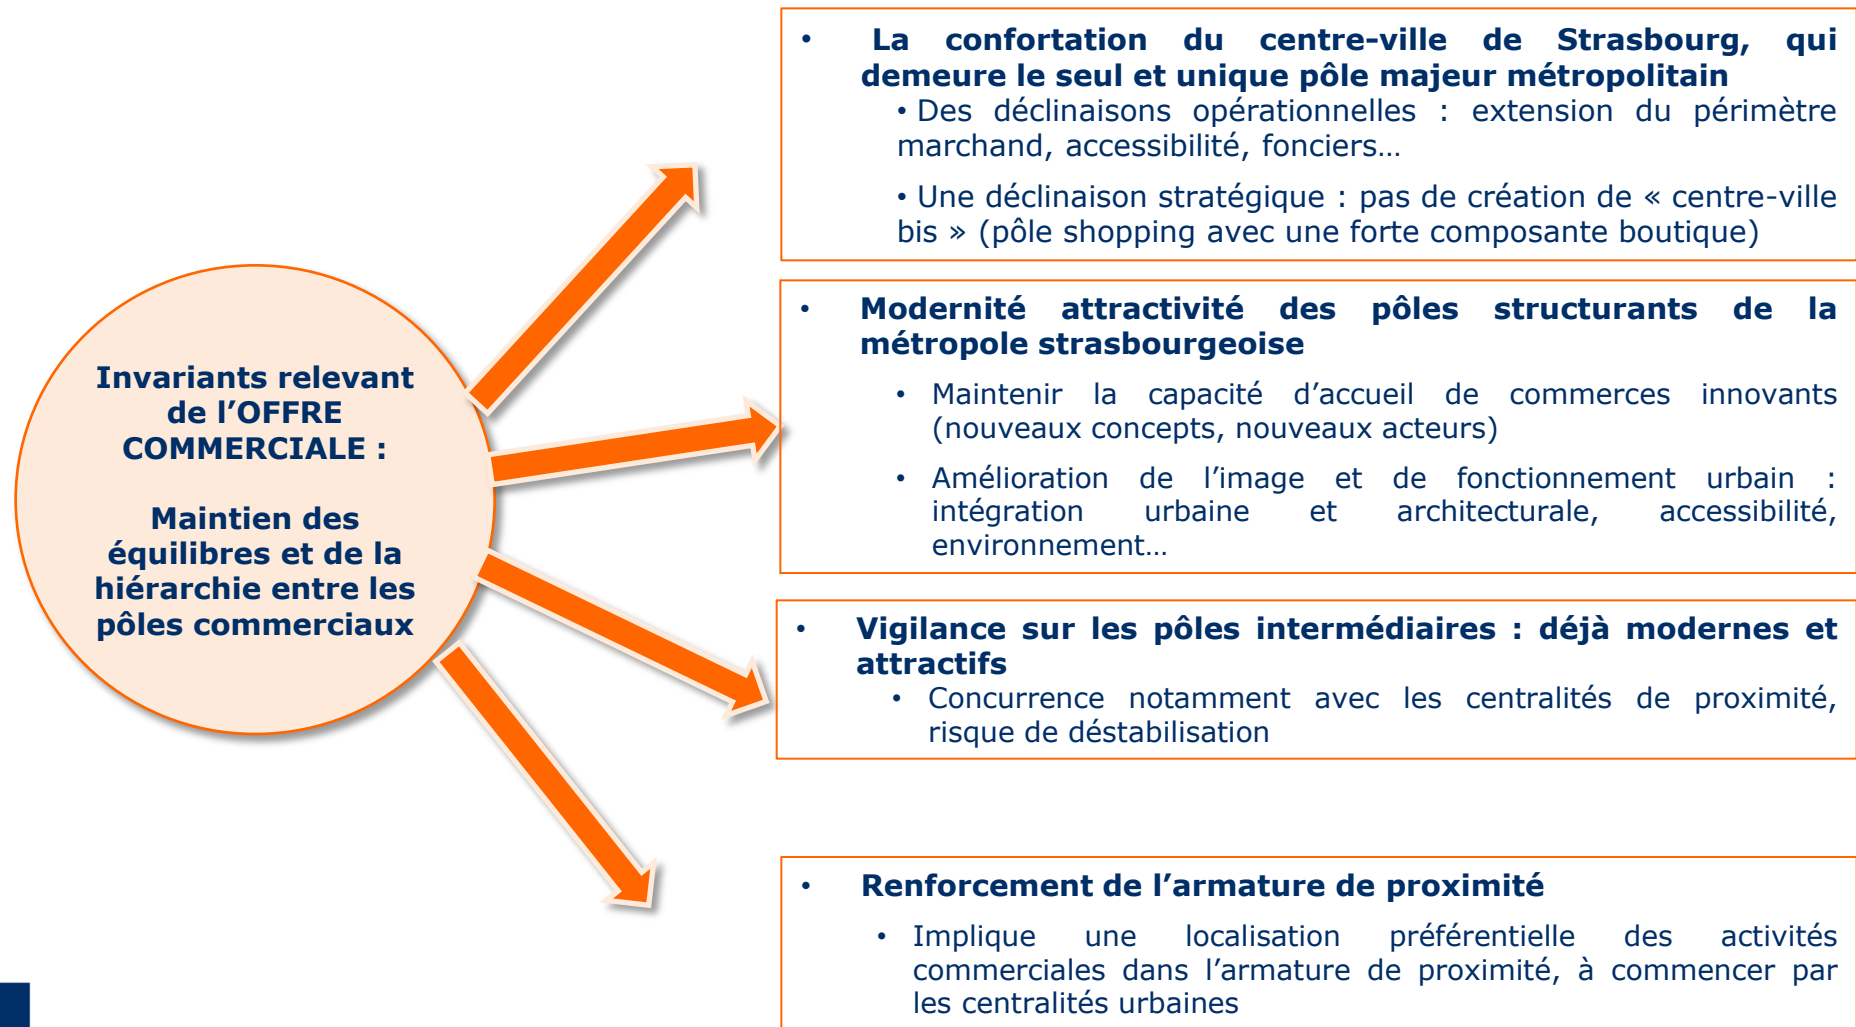 Invariants relevant
de l’OFFRE
COMMERCIALE :
Maintien des
équilibres et de la
hiérarchie entre les
pôles commerciaux
• La confortation du centre-ville de Strasbourg, qui
demeure le seul et unique pôle majeur métropolitain
• Des déclinaisons opérationnelles : extension du périmètre
marchand, accessibilité, fonciers…
• Une déclinaison stratégique : pas de création de « centre-ville
bis » (pôle shopping avec une forte composante boutique)
• Modernité attractivité des pôles structurants de la
métropole strasbourgeoise
• Maintenir la capacité d’accueil de commerces innovants
(nouveaux concepts, nouveaux acteurs)
• Amélioration de l’image et de fonctionnement urbain :
intégration urbaine et architecturale, accessibilité,
environnement…
• Vigilance sur les pôles intermédiaires : déjà modernes et
attractifs
• Concurrence notamment avec les centralités de proximité,
risque de déstabilisation
• Renforcement de l’armature de proximité
• Implique une localisation préférentielle des activités
commerciales dans l’armature de proximité, à commencer par
les centralités urbaines